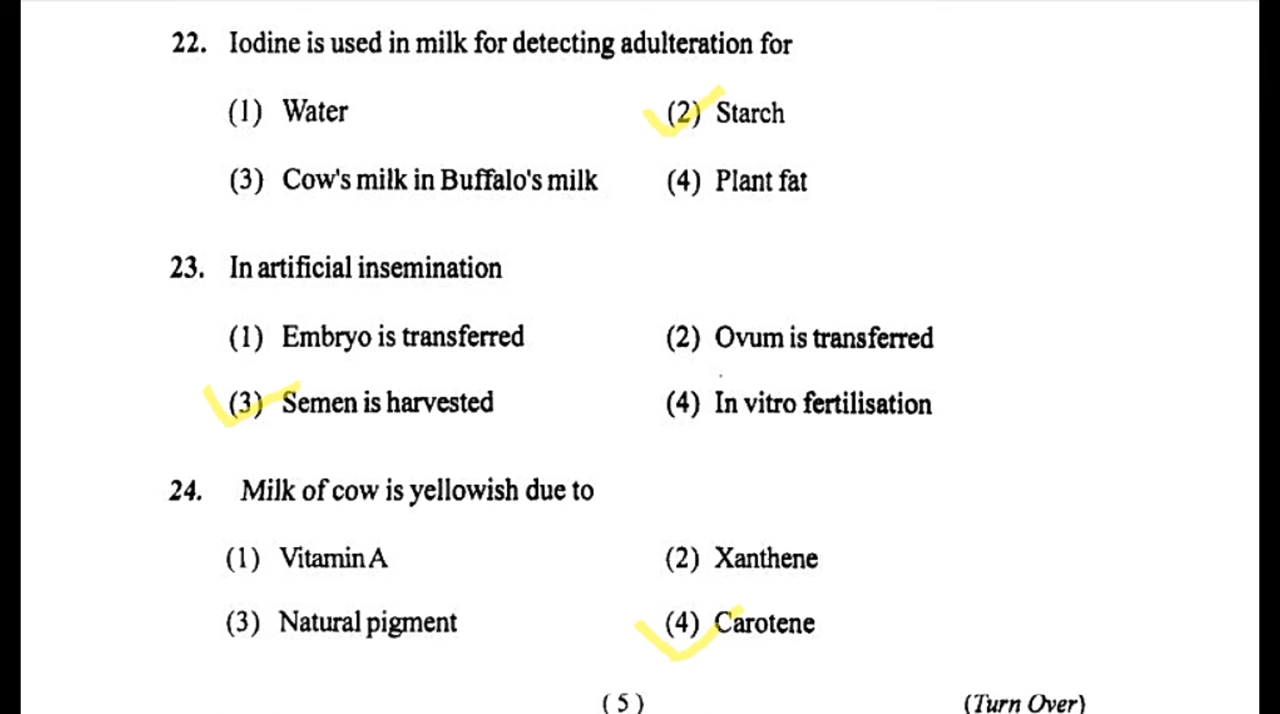 22. Iodine is used in milk for detecting adulteration for
(1) Water (2) Starch
(3) Cow's milk in Buffalo's milk (4) Plant fat
23. In artificial insemination
(1) Embryo is transferred (2) Ovum is transferred
(3) Semen is harvested (4) In vitro fertilisation
24. Milk of cow is yellowish due to
(1) Vitamin A (2) Xanthene
(3) Natural pigment (4) Carotene
( 5 ) (Turn Over)